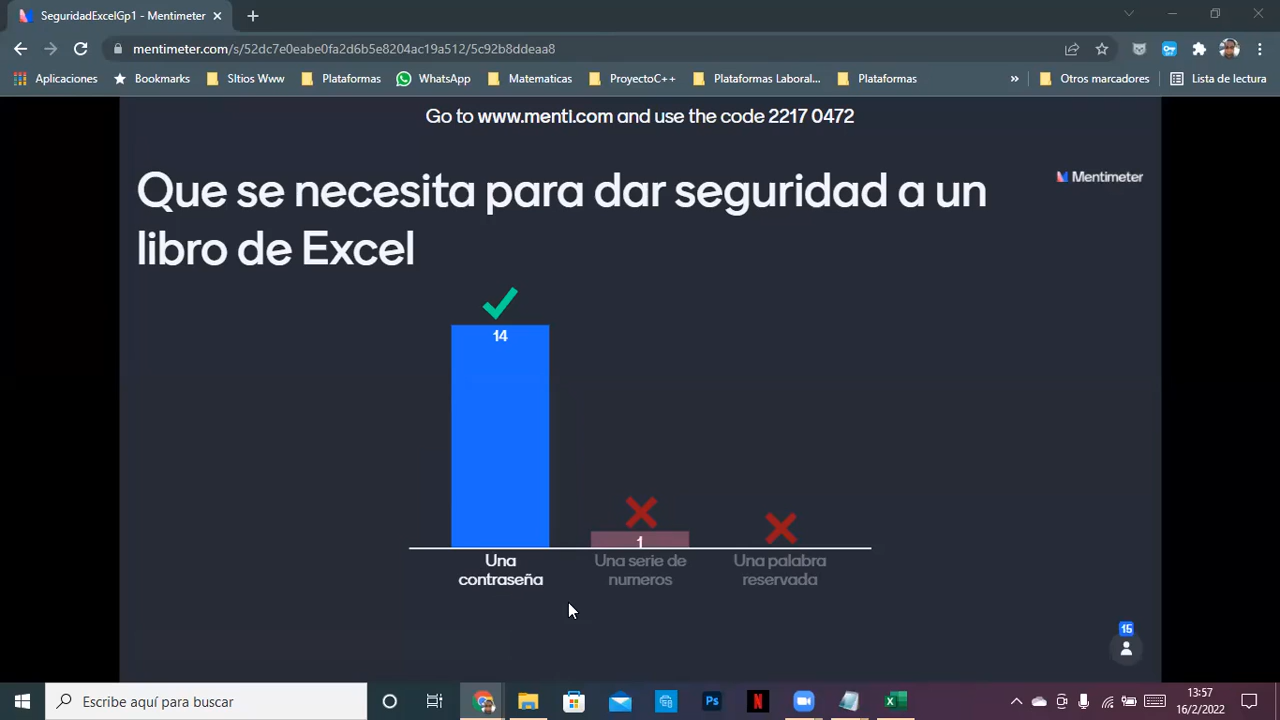 SeguridadExcelGp1 - Mentimeter
mentimeter.com/s/52dc7e0eabe0fa2d6b5e8204ac19a512/5c92b8ddeaa8
Aplicaciones Bookmarks SItios Www Plataformas WhatsApp Matematicas ProyectoC++ Plataformas Laboral... Plataformas » Otros marcadores Lista de lectura
Go to www.menti.com and use the code 2217 0472
Mentimeter
Que se necesita para dar seguridad a un
libro de Excel
14
1
Una
contraseña
Una serie de
numeros
Una palabra
reservada
15
Escribe aquí para buscar
Ps
N
13:57
16/2/2022